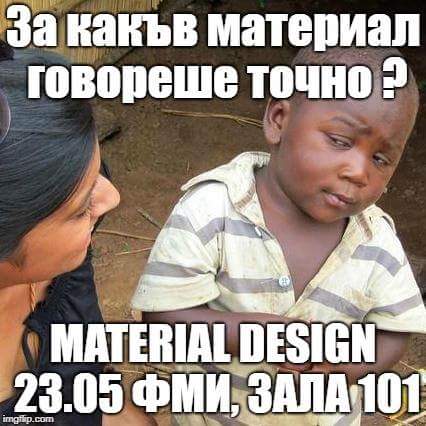 За какъв материал
говореше точно ?
MATERIAL DESIGN
23.05 ФМИ, ЗАЛА 101
imgflip.com